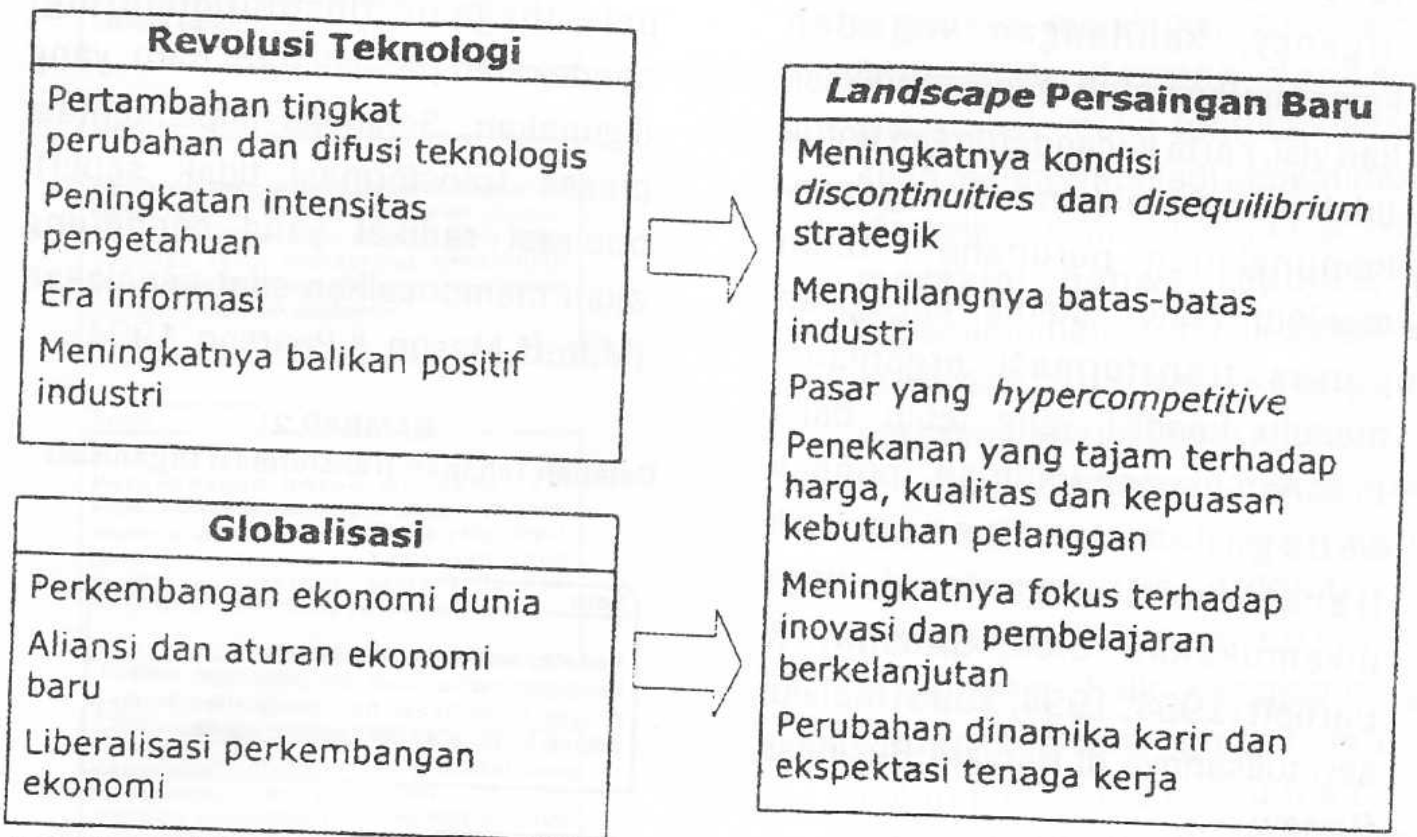 Revolusi Teknologi
Pertambahan tingkat
perubahan dan difusi teknologis
Peningkatan intensitas
pengetahuan
Era informasi
Meningkatnya balikan positif
industri
Globalisasi
Perkembangan ekonomi dunia
Aliansi dan aturan ekonomi
baru
Liberalisasi perkembangan
ekonomi
Landscape Persaingan Baru
Meningkatnya kondisi
discontinuities dan disequilibrium
strategik
Menghilangnya batas-batas
industri
Pasar yang hypercompetitive
Penekanan yang tajam terhadap
harga, kualitas dan kepuasan
kebutuhan pelanggan
Meningkatnya fokus terhadap
inovasi dan pembelajaran
berkelanjutan
Perubahan dinamika karir dan
ekspektasi tenaga kerja